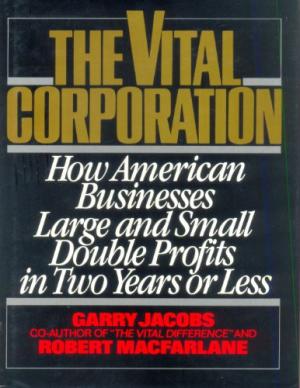 THE VITAL
CORPORATION
How American
Businesses
Large and Small
Double Profits
in Two Years or Less
GARRY JACOBS
CO-AUTHOR OF "THE VITAL DIFFERENCE" AND
ROBERT MACFARLANE